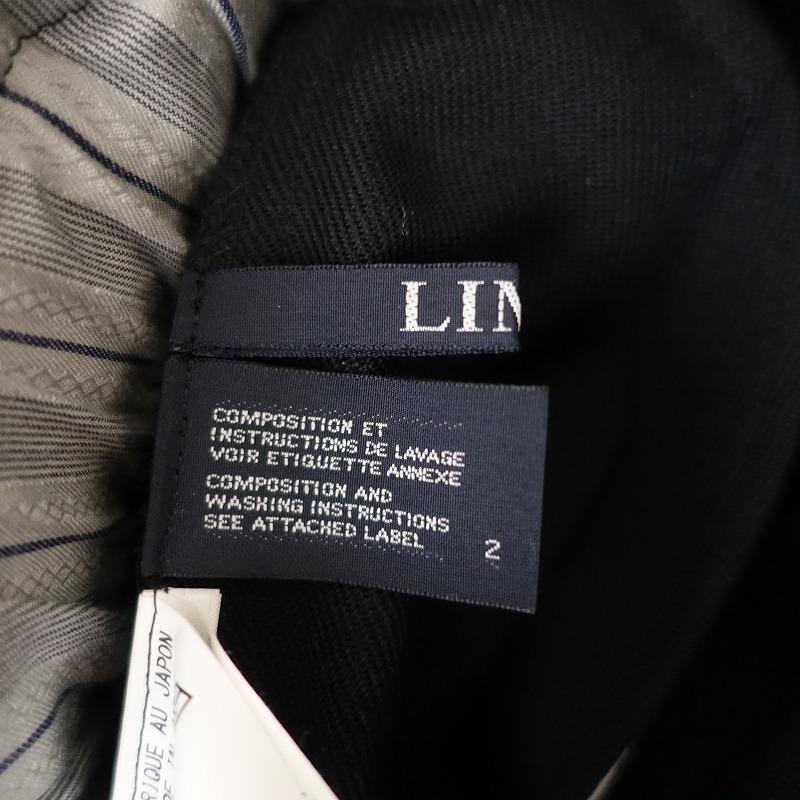 LIM
COMPOSITION ET
INSTRUCTIONS DE LAVAGE
VOIR ETIQUETTE ANNEXE
COMPOSITION AND
WASHING INSTRUCTIONS
SEE ATTACHED LABEL
2
RIQUE AU JAPON